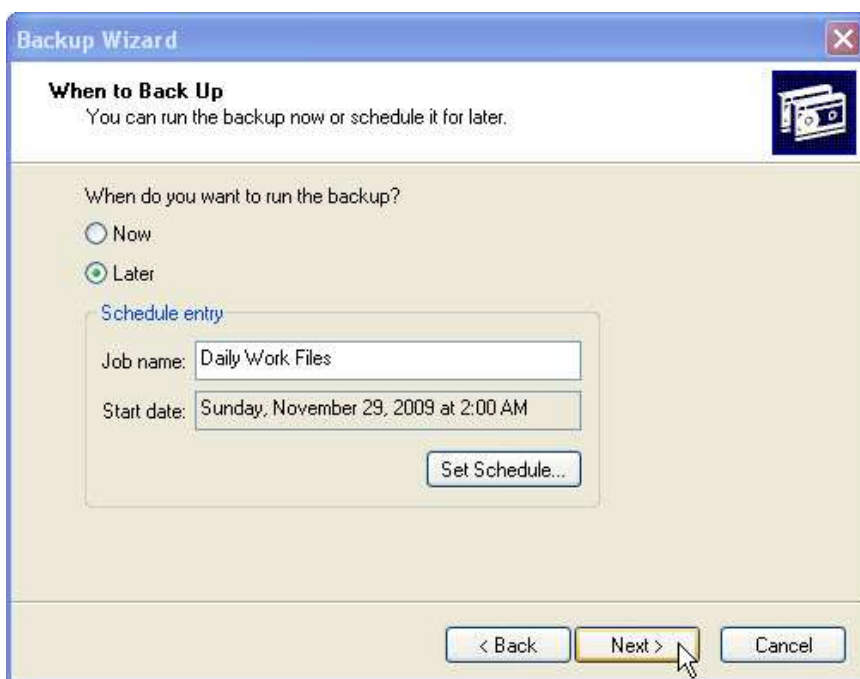 Backup Wizard
When to Back Up
You can run the backup now or schedule it for later.
When do you want to run the backup?
Now
Later
Schedule entry
Job name: Daily Work Files
Start date: Sunday, November 29, 2009 at 2:00 AM
Set Schedule...
< Back Next > Cancel